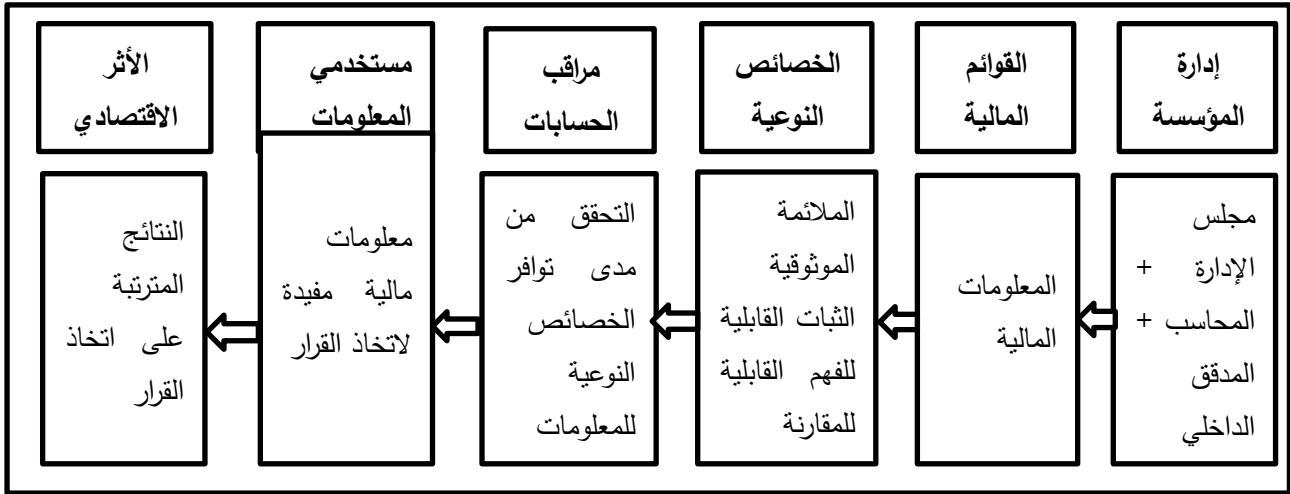 إدارة
المؤسسة
القوائم
المالية
الخصائص
النوعية
مراقب
الحسابات
مستخدمي
المعلومات
الأثر
الاقتصادي
مجلس
الإدارة +
المحاسب +
المدقق
الداخلي
المعلومات
المالية
الملائمة
الموثوقية
الثبات القابلية
للفهم القابلية
للمقارنة
التحقق من
مدى توافر
الخصائص
النوعية
للمعلومات
معلومات
مالية مفيدة
لاتخاذ القرار
النتائج
المترتبة
على اتخاذ
القرار